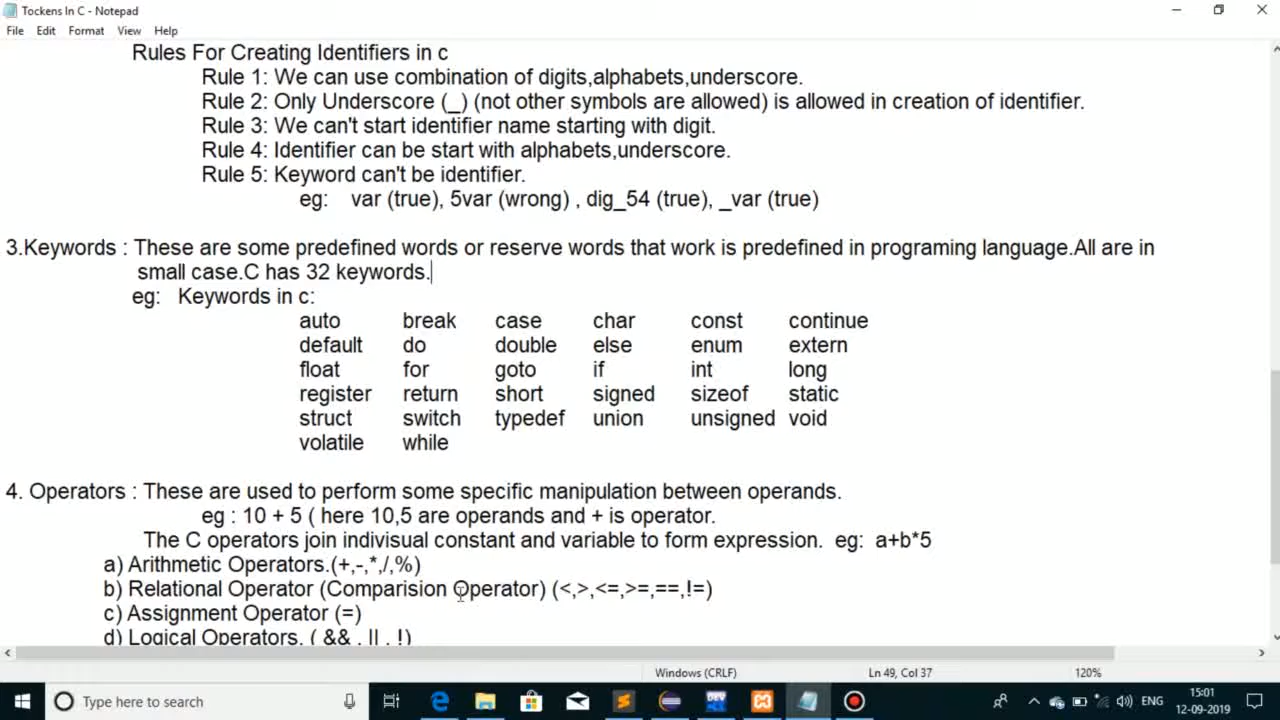 Tockens In C - Notepad
File Edit Format View Help
Rules For Creating Identifiers in c
Rule 1: We can use combination of digits,alphabets,underscore.
Rule 2: Only Underscore (_) (not other symbols are allowed) is allowed in creation of identifier.
Rule 3: We can't start identifier name starting with digit.
Rule 4: Identifier can be start with alphabets,underscore.
Rule 5: Keyword can't be identifier.
eg: var (true), 5var (wrong) , dig_54 (true), _var (true)
3.Keywords : These are some predefined words or reserve words that work is predefined in programing language.All are in
small case.C has 32 keywords.
eg: Keywords in c:
auto break case char const continue
default do double else enum extern
float for goto if int long
register return short signed sizeof static
struct switch typedef union unsigned void
volatile while
4. Operators : These are used to perform some specific manipulation between operands.
eg : 10 + 5 ( here 10,5 are operands and + is operator.
The C operators join indivisual constant and variable to form expression. eg: a+b*5
a) Arithmetic Operators.(+,-,*,/,%)
b) Relational Operator (Comparision Operator) (<,>,<=,>=,==,!=)
c) Assignment Operator (=)
d) Logical Operators. ( && , || , !)
Windows (CRLF) Ln 49, Col 37 120%
Type here to search
DEV
ENG
15:01
12-09-2019